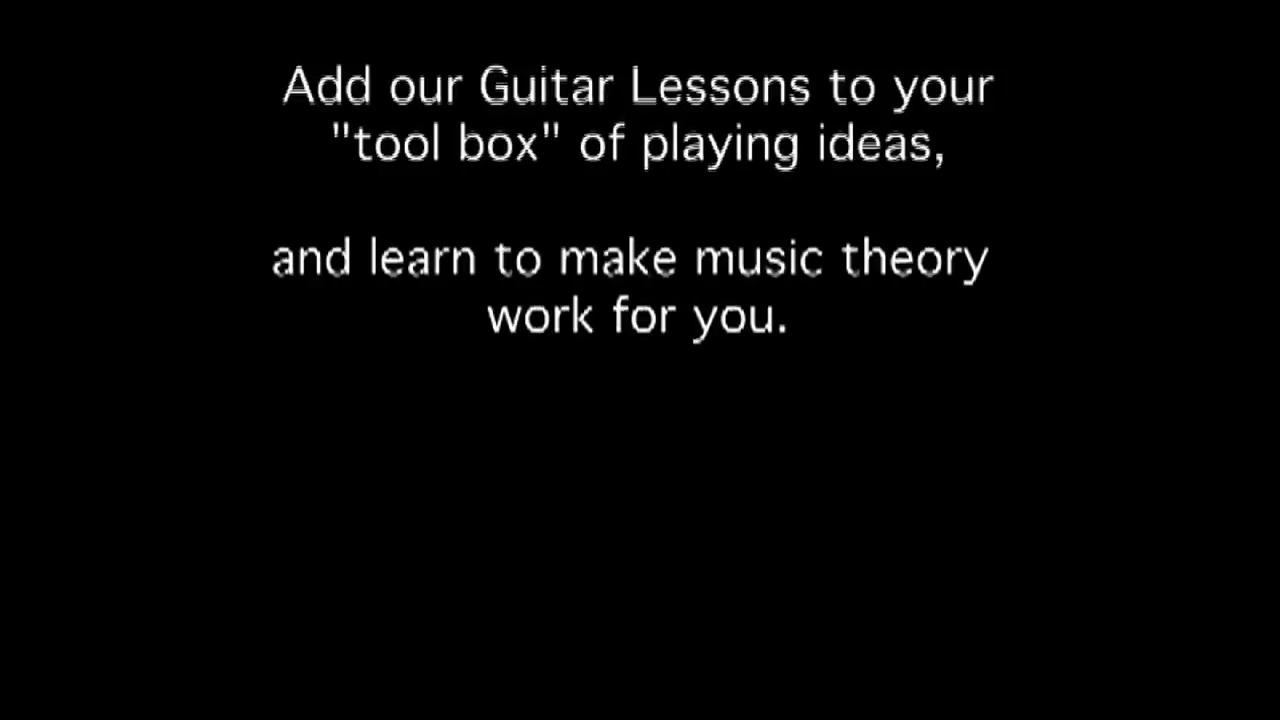 Add our Guitar Lessons to your
"tool box" of playing ideas,
and learn to make music theory
work for you.